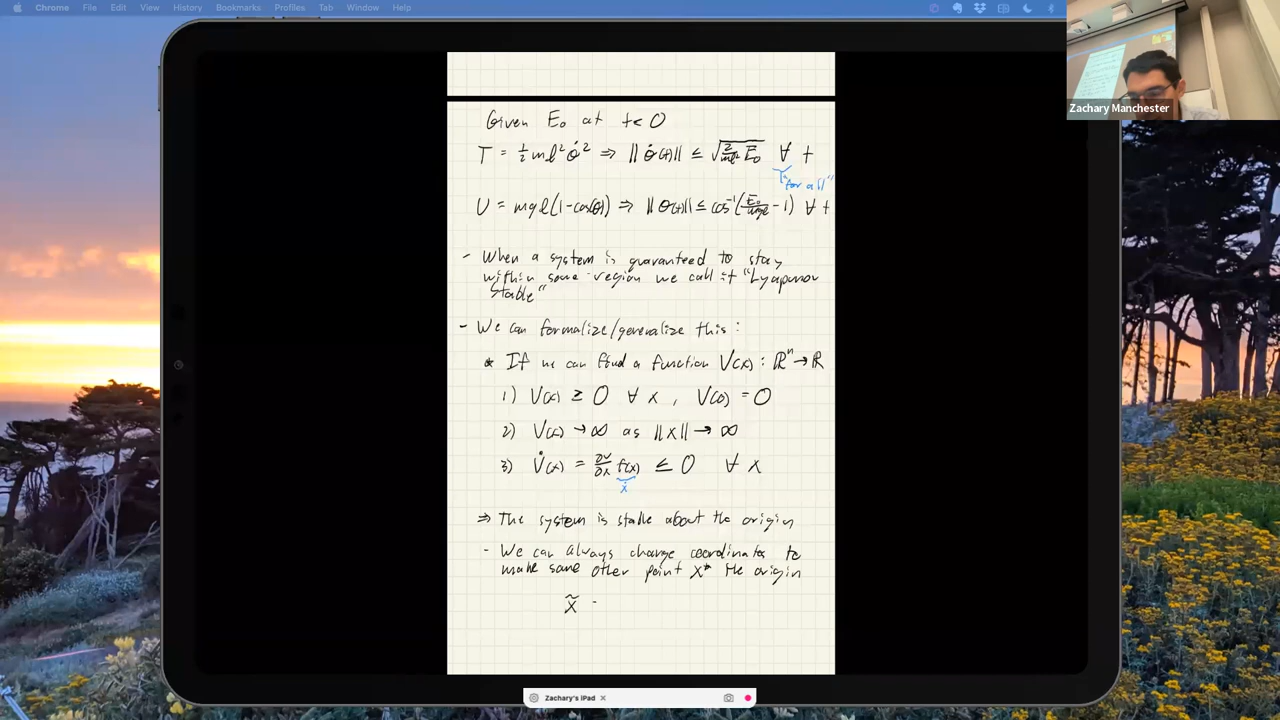 Chrome File Edit View History Bookmarks Profiles Tab Window Help
Zachary Manchester
Given E₀ at t<0
T = ½ml²θ̇² ⇒ ||θ̇(t)|| ≤ √(2/ml² E₀) ∀ t
"for all"
U = mgl(1-cos(θ)) ⇒ ||θ(t)|| ≤ cos⁻¹(E₀/mgl - 1) ∀ t
- When a system is guaranteed to stay
within some region we call it "Lyapunov
Stable"
- We can formalize/generalize this:
* If we can find a function V(x): ℝⁿ→ℝ
1) V(x) ≥ 0 ∀ x, V(0) = 0
2) V(x) → ∞ as ||x|| → ∞
3) V̇(x) = ∂V/∂x f(x) ≤ 0 ∀ x
ẋ
⇒ The system is stable about the origin
- We can always change coordinates to
make some other point x* the origin
x̃ -
Zachary's iPad